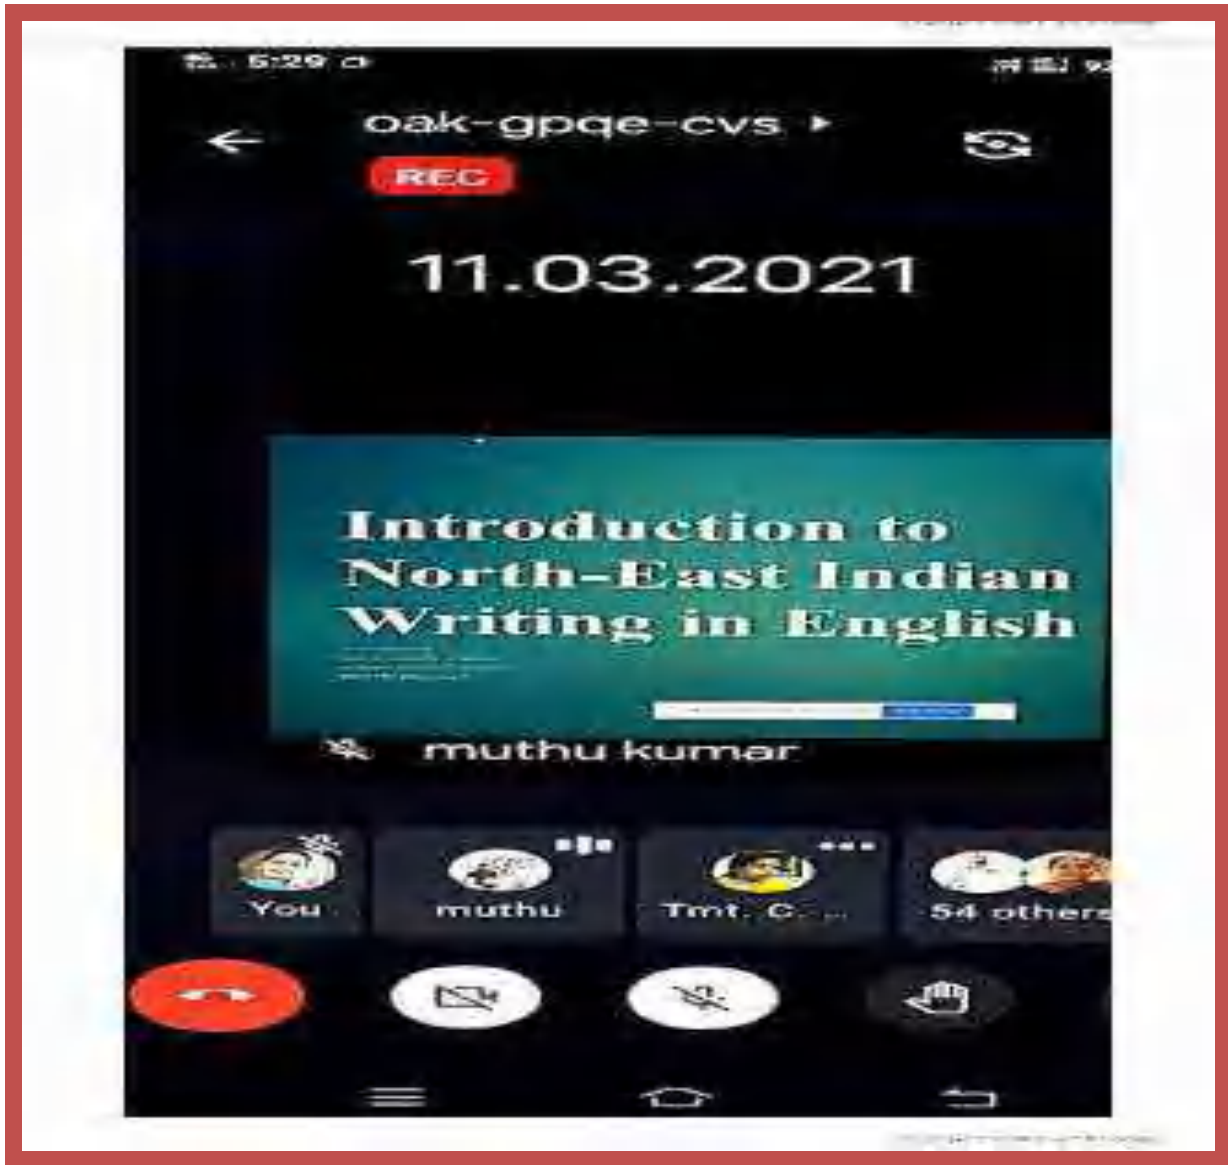 5:29
oak-gpqe-cvs
REC
11.03.2021
Introduction to
North-East Indian
Writing in English
muthu kumar
You
muthu
Tmt. C. ...
54 others